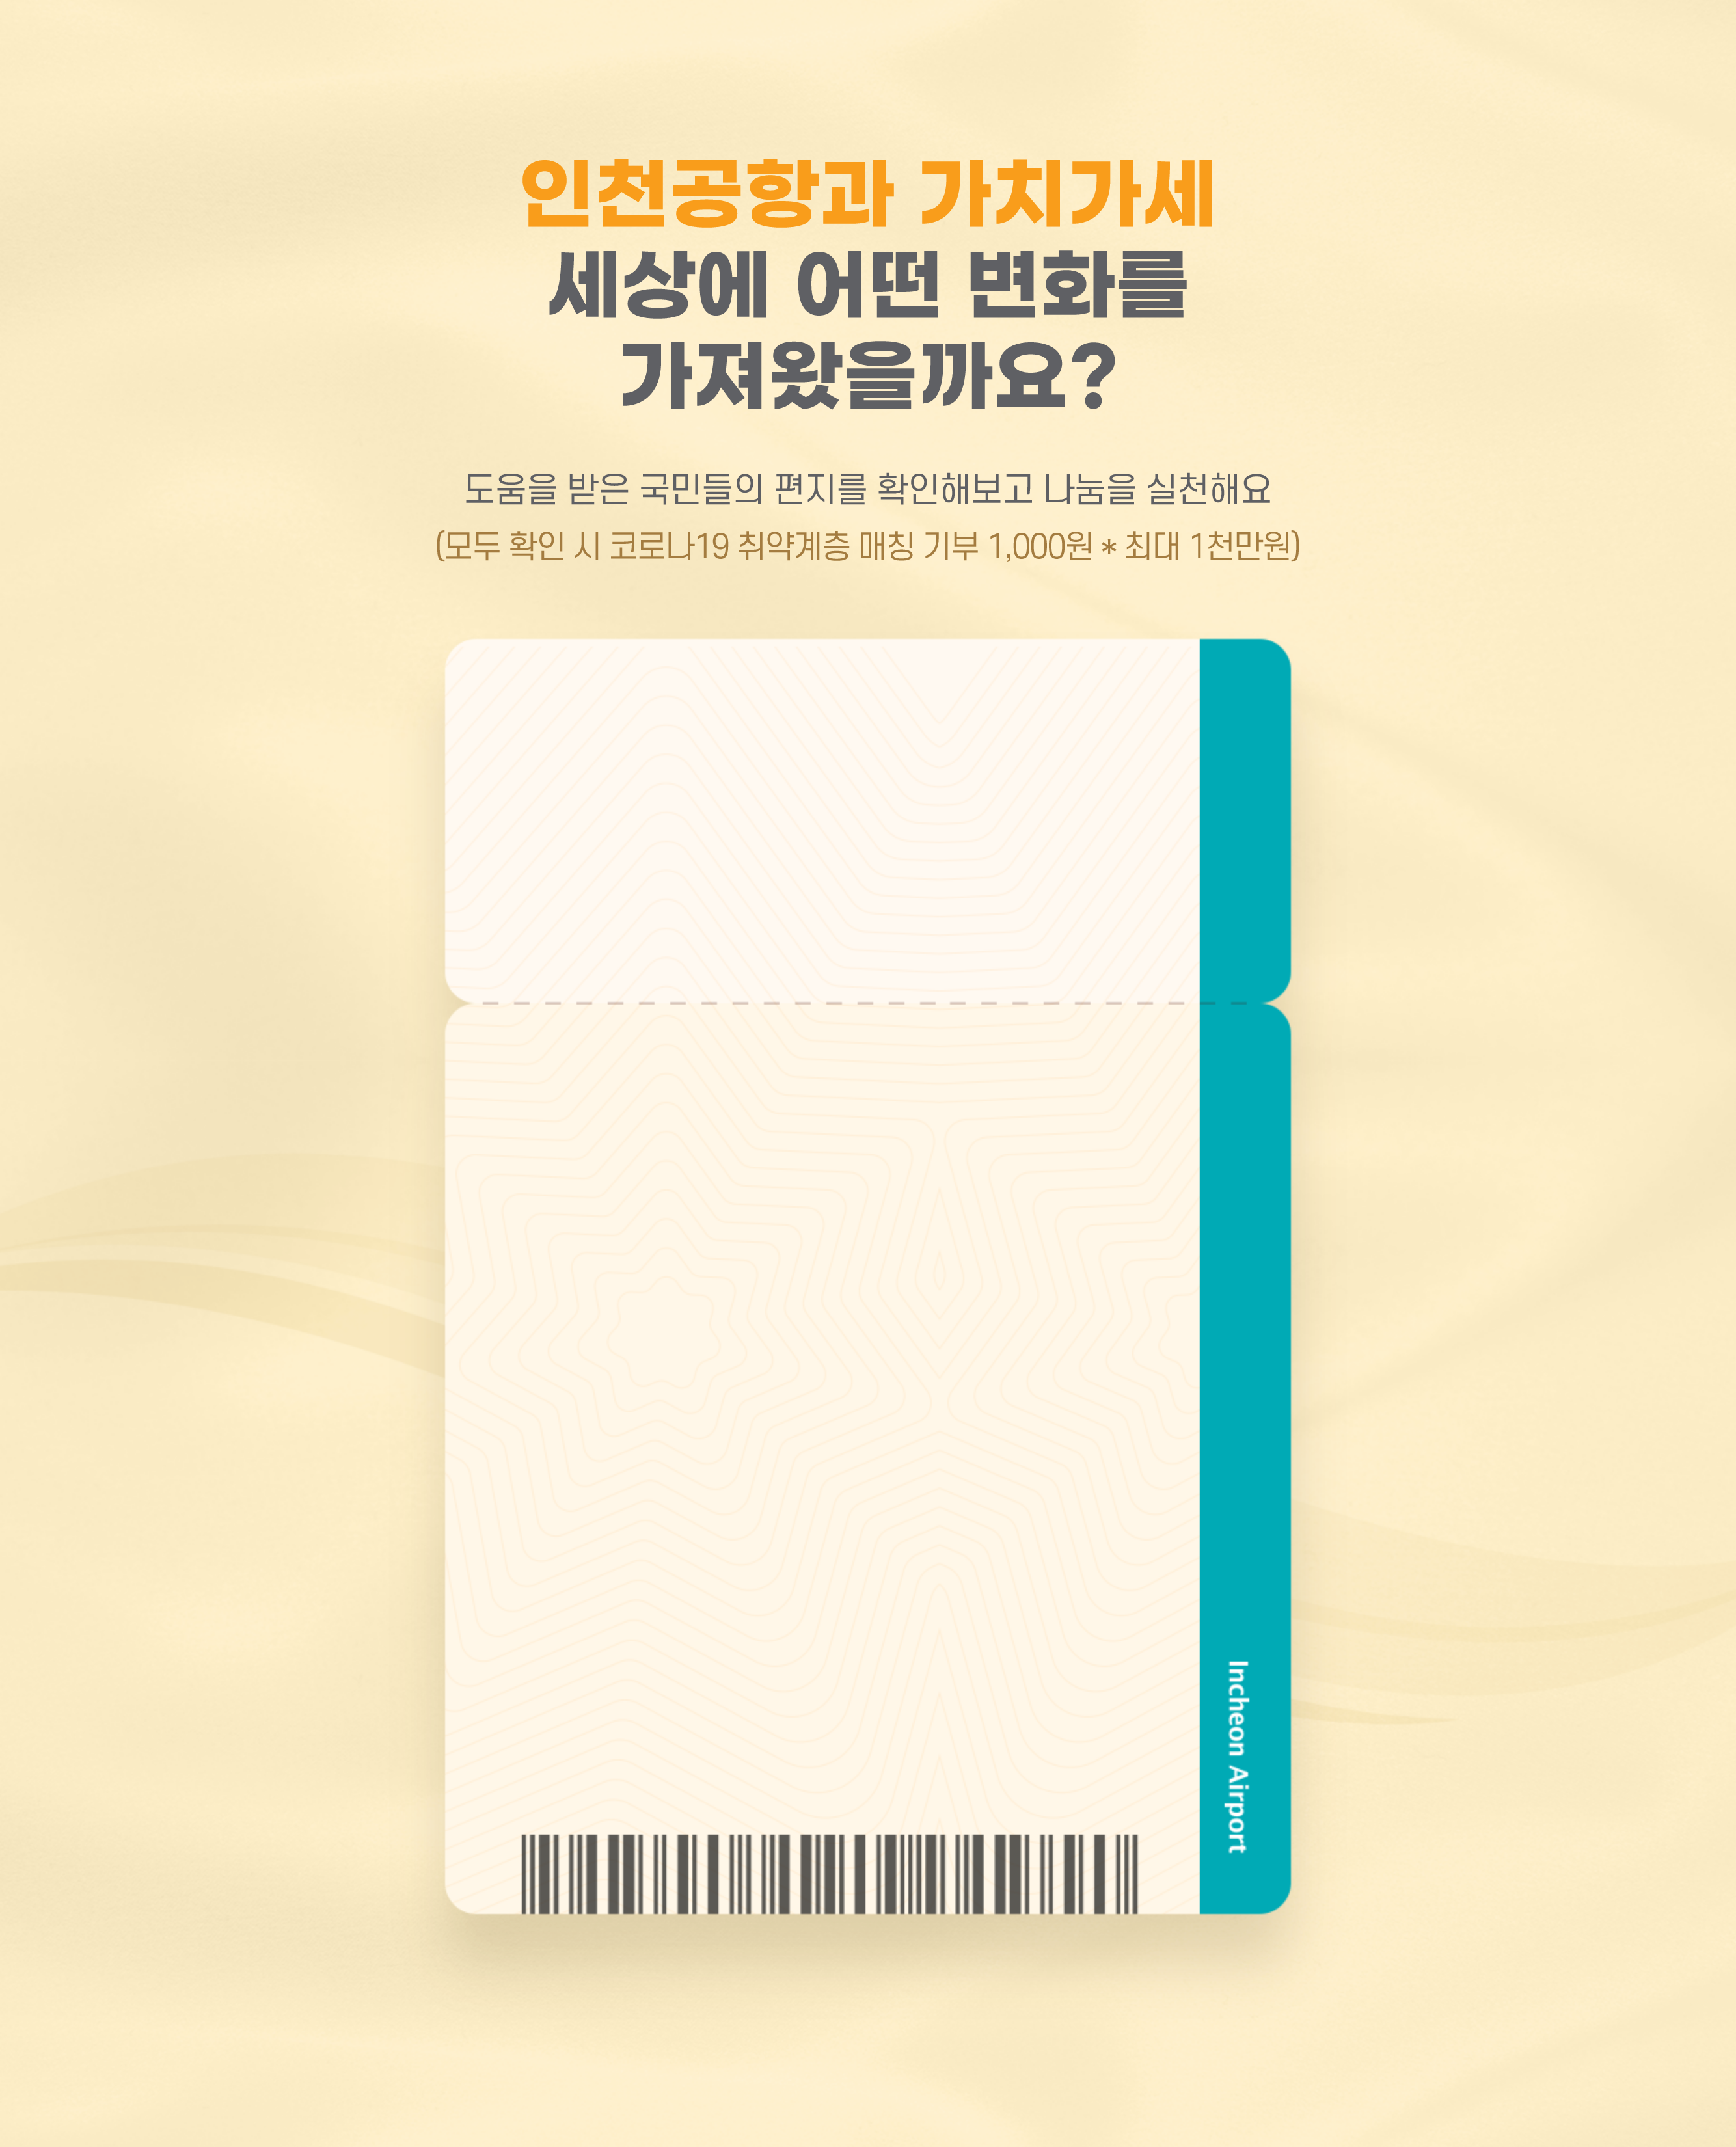 인천공항과 가치가세
세상에 어떤 변화를
가져왔을까요?
도움을 받은 국민들의 편지를 확인해보고 나눔을 실천해요
(모두 확인 시 코로나19 취약계층 매칭 기부 1,000원 * 최대 1천만원)
Incheon Airport